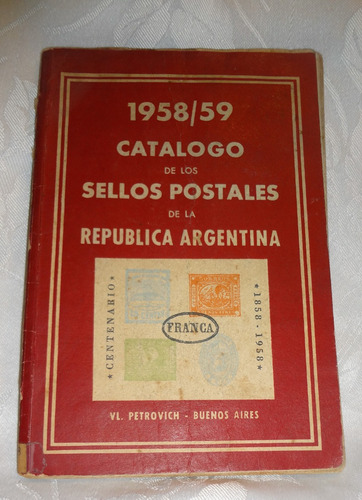 1958/59
CATALOGO
DE LOS
SELLOS POSTALES
DE LA
REPUBLICA ARGENTINA
* CENTENARIO *
FRANCA
* 1858 - 1958 *
VL. PETROVICH - BUENOS AIRES